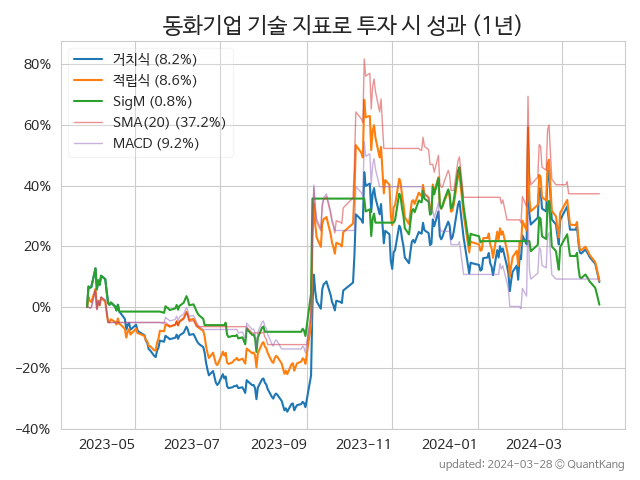 동화기업 기술 지표로 투자 시 성과 (1년)
거치식 (8.2%)
적립식 (8.6%)
SigM (0.8%)
SMA(20) (37.2%)
MACD (9.2%)
80%
60%
40%
20%
0%
−20%
−40%
2023-05 2023-07 2023-09 2023-11 2024-01 2024-03
updated: 2024-03-28 © QuantKang